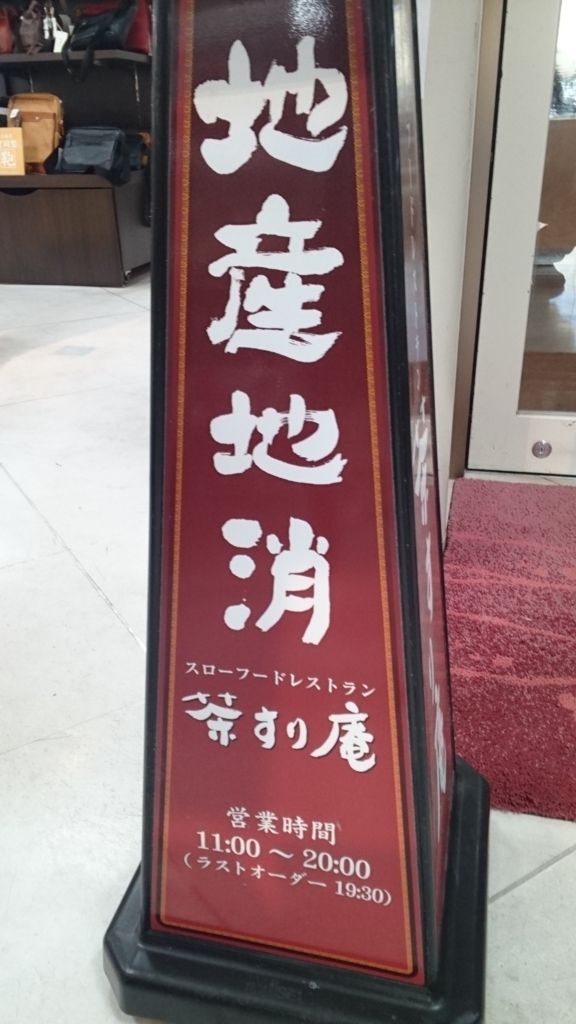 地産地消
スローフードレストラン
茶すり庵
営業時間
11:00 〜 20:00
(ラストオーダー 19:30)
鞄